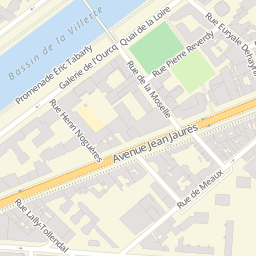 Bassin de la Villette
Promenade Éric Tabarly
Galerie de l'Ourcq
Quai de la Loire
Rue Pierre Reverdy
Rue Euryale Dehaynin
Rue de la Moselle
Rue Henri Noguères
Avenue Jean Jaurès
Rue de Meaux
Rue Lally-Tollendal